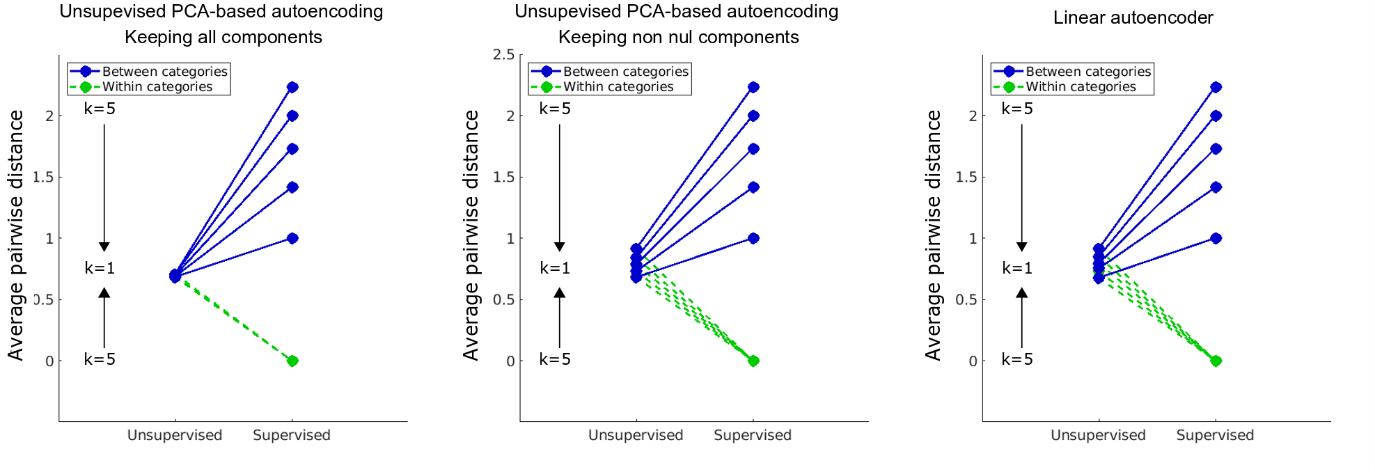 Unsupevised PCA-based autoencoding
Keeping all components
Between categories
Within categories
k=5
k=1
k=5
Average pairwise distance
2
1.5
1
0.5
0
Unsupervised
Supervised
Unsupevised PCA-based autoencoding
Keeping non nul components
Between categories
Within categories
k=5
k=1
k=5
Average pairwise distance
2.5
2
1.5
1
0.5
0
Unsupervised
Supervised
Linear autoencoder
Between categories
Within categories
k=5
k=1
k=5
Average pairwise distance
2
1.5
1
0.5
0
Unsupervised
Supervised